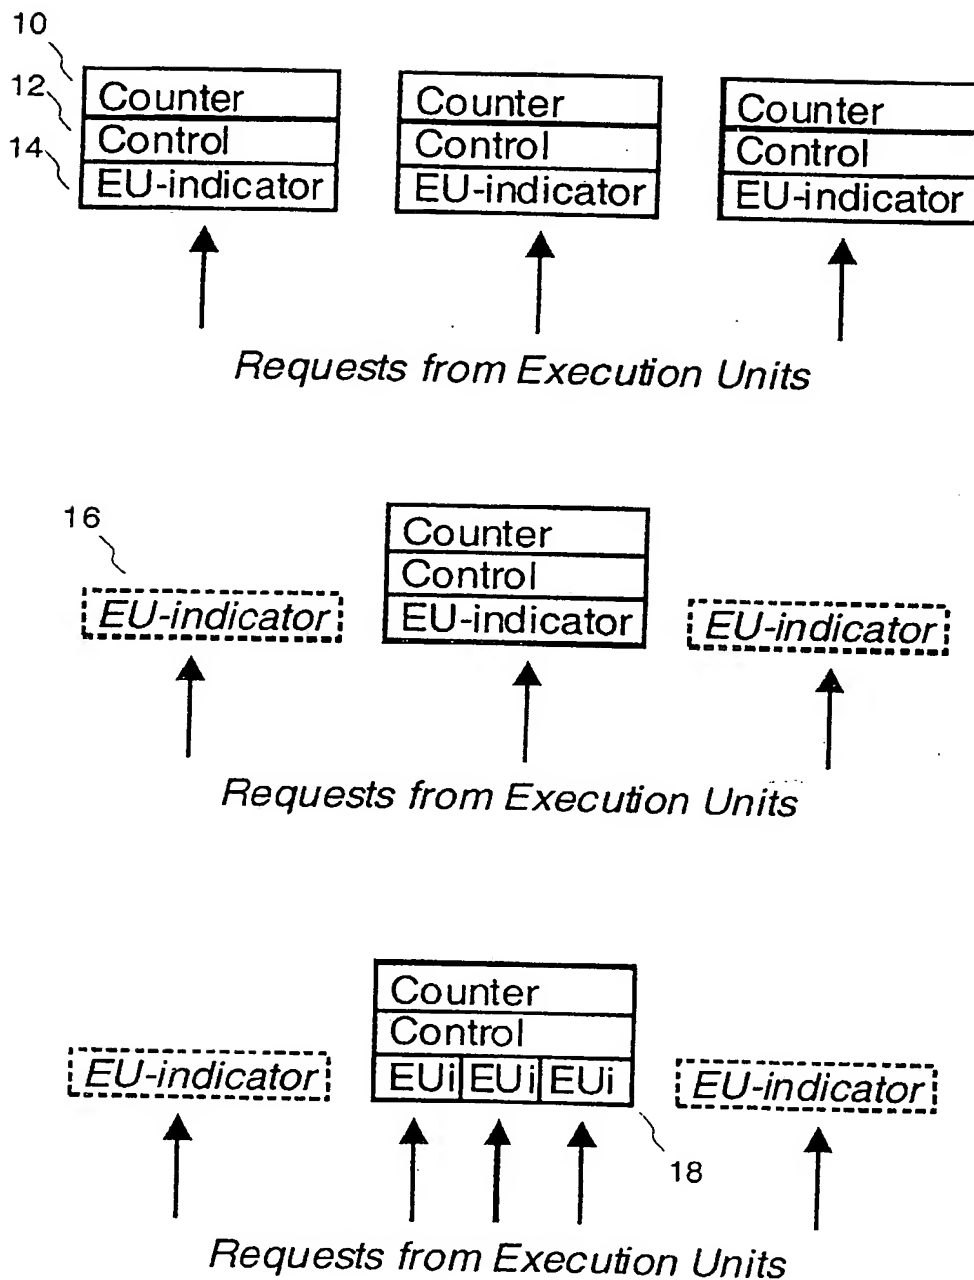 10
12
14
Counter Counter Counter
Control Control Control
EU-indicator EU-indicator EU-indicator
Requests from Execution Units
16
Counter
Control
EU-indicator EU-indicator EU-indicator
Requests from Execution Units
Counter
Control
EU-indicator EUi EUi EUi EU-indicator
18
Requests from Execution Units